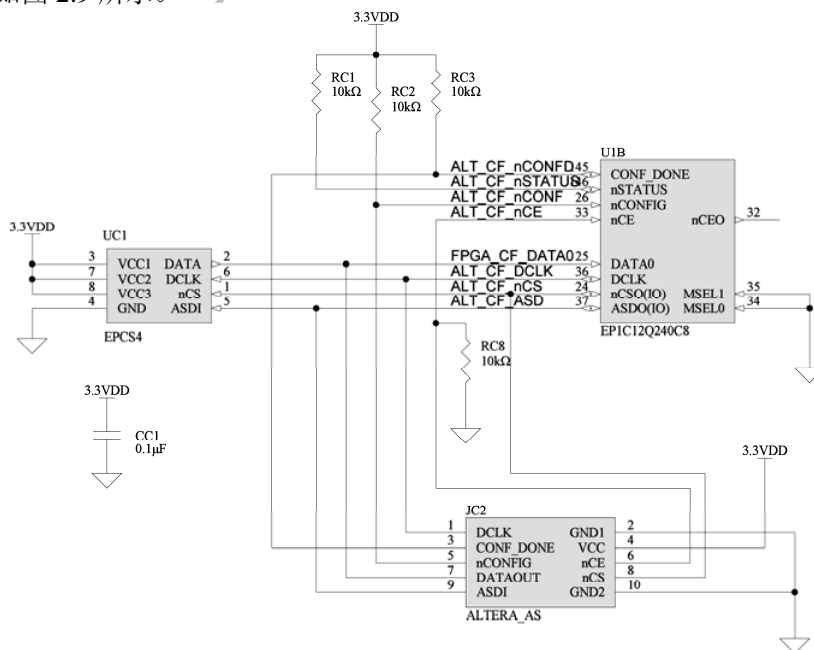 如图 2.9 所示。
3.3VDD
RC1
10kΩ
RC2
10kΩ
RC3
10kΩ
U1B
ALT_CF_nCONFD 145
CONF_DONE
ALT_CF_nSTATUS 46
nSTATUS
ALT_CF_nCONF 26
nCONFIG
ALT_CF_nCE 33
nCE
nCEO 32
3.3VDD
UC1
3 VCC1 DATA 2
7 VCC2 DCLK 6
8 VCC3 nCS 1
4 GND ASDI 5
EPCS4
FPGA_CF_DATA0 25
DATA0
ALT_CF_DCLK 36
DCLK
ALT_CF_nCS 24
nCSO(IO) MSEL1 35
ALT_CF_ASD 37
ASDO(IO) MSEL0 34
EP1C12Q240C8
RC8
10kΩ
3.3VDD
CC1
0.1μF
3.3VDD
JC2
1 DCLK GND1 2
3 CONF_DONE VCC 4
5 nCONFIG nCE 6
7 DATAOUT nCS 8
9 ASDI GND2 10
ALTERA_AS